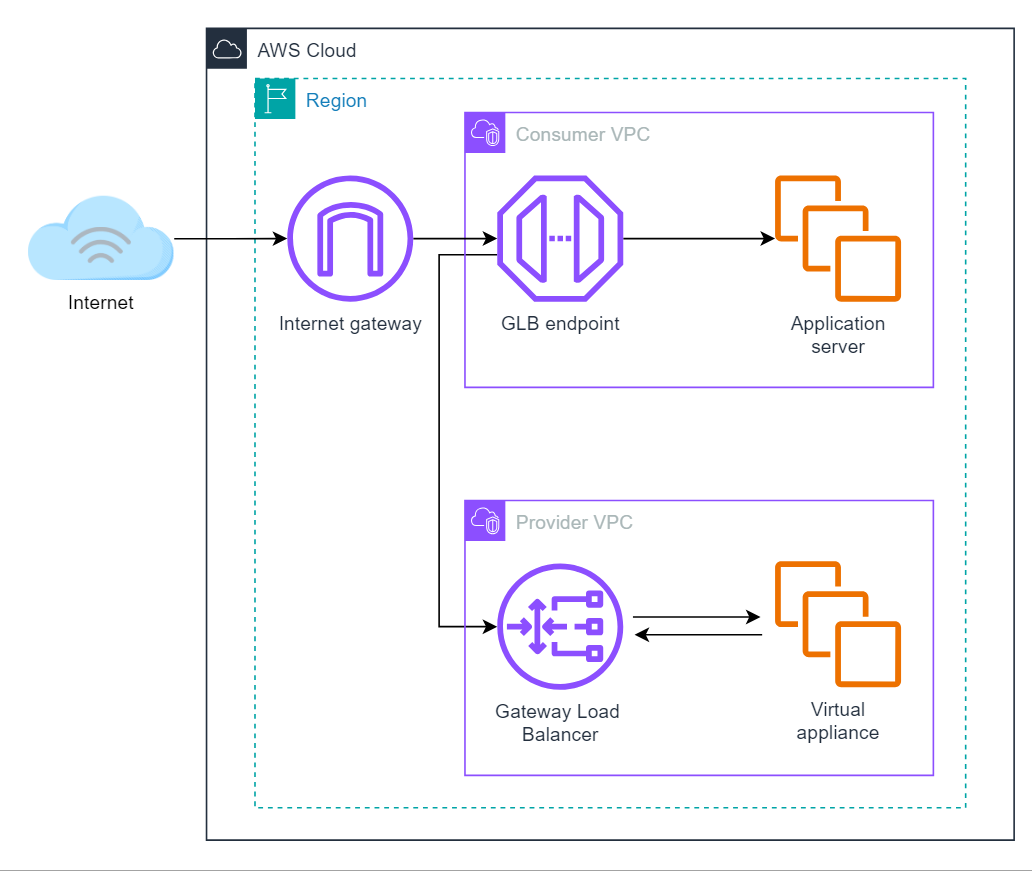 AWS Cloud
Region
Consumer VPC
Internet
Internet gateway
GLB endpoint
Application
server
Provider VPC
Gateway Load
Balancer
Virtual
appliance